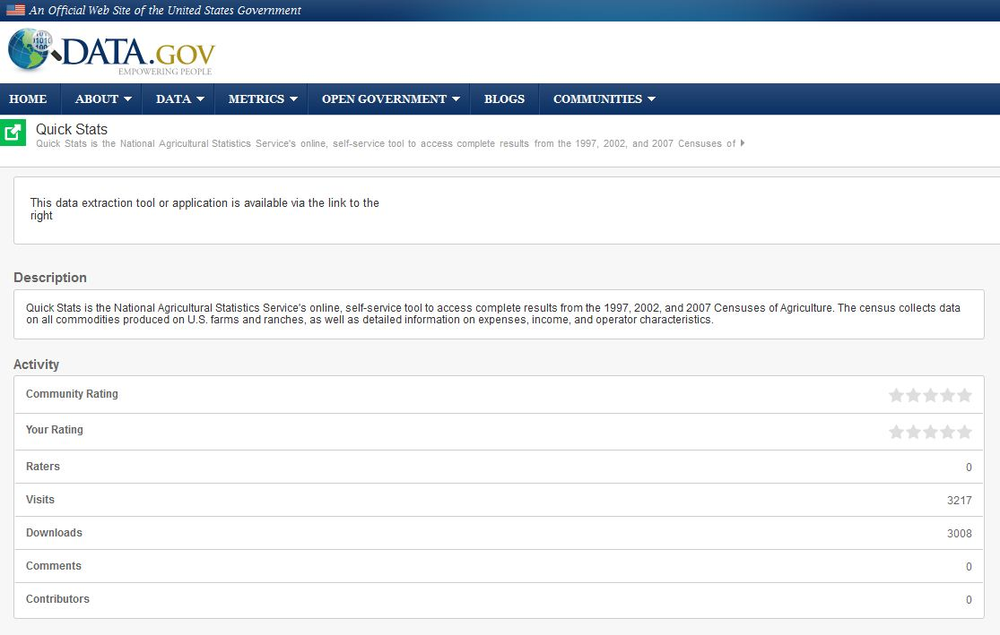 An Official Web Site of the United States Government
DATA.GOV
EMPOWERING PEOPLE
HOME ABOUT DATA METRICS OPEN GOVERNMENT BLOGS COMMUNITIES
Quick Stats
Quick Stats is the National Agricultural Statistics Service's online, self-service tool to access complete results from the 1997, 2002, and 2007 Censuses of
This data extraction tool or application is available via the link to the
right
Description
Quick Stats is the National Agricultural Statistics Service's online, self-service tool to access complete results from the 1997, 2002, and 2007 Censuses of Agriculture. The census collects data
on all commodities produced on U.S. farms and ranches, as well as detailed information on expenses, income, and operator characteristics.
Activity
Community Rating
Your Rating
Raters 0
Visits 3217
Downloads 3008
Comments 0
Contributors 0